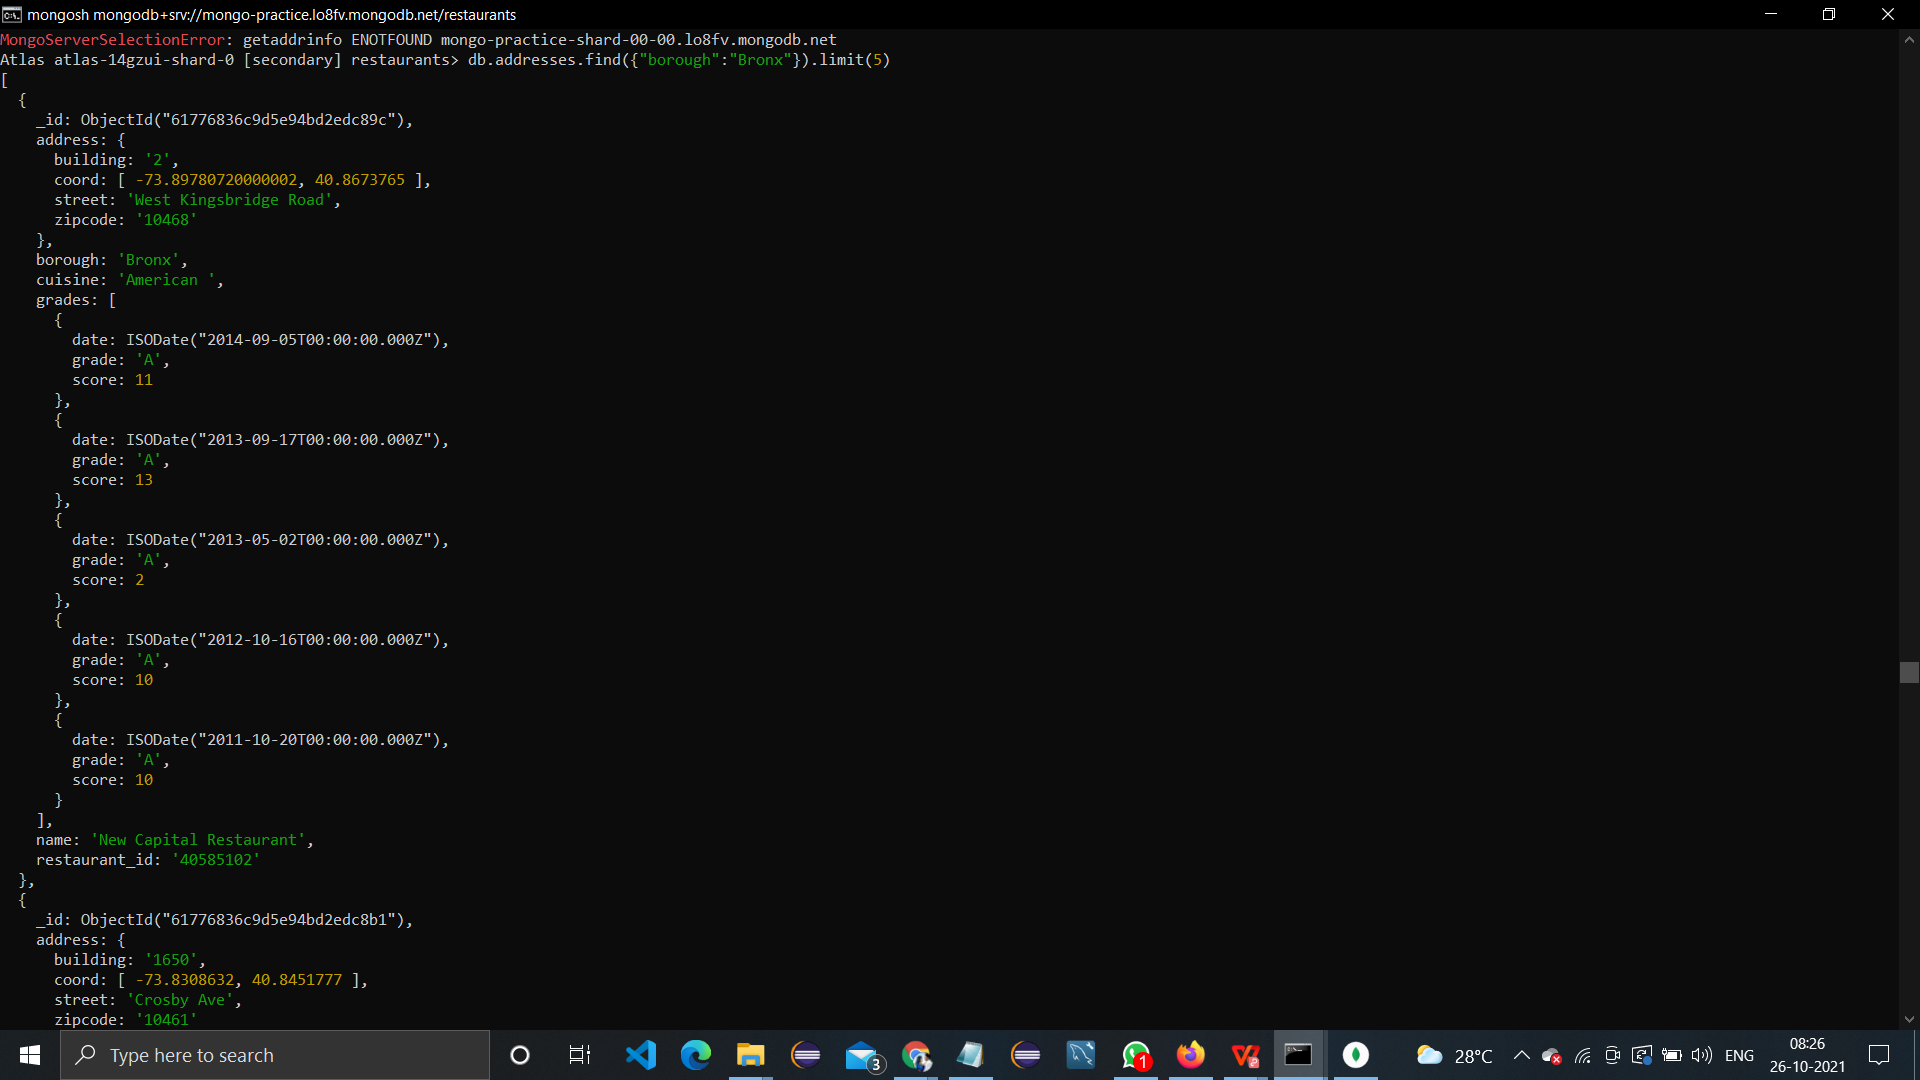 mongosh mongodb+srv://mongo-practice.lo8fv.mongodb.net/restaurants
MongoServerSelectionError: getaddrinfo ENOTFOUND mongo-practice-shard-00-00.lo8fv.mongodb.net
Atlas atlas-14gzui-shard-0 [secondary] restaurants> db.addresses.find({"borough":"Bronx"}).limit(5)
[
  {
    _id: ObjectId("61776836c9d5e94bd2edc89c"),
    address: {
      building: '2',
      coord: [ -73.89780720000002, 40.8673765 ],
      street: 'West Kingsbridge Road',
      zipcode: '10468'
    },
    borough: 'Bronx',
    cuisine: 'American ',
    grades: [
      {
        date: ISODate("2014-09-05T00:00:00.000Z"),
        grade: 'A',
        score: 11
      },
      {
        date: ISODate("2013-09-17T00:00:00.000Z"),
        grade: 'A',
        score: 13
      },
      {
        date: ISODate("2013-05-02T00:00:00.000Z"),
        grade: 'A',
        score: 2
      },
      {
        date: ISODate("2012-10-16T00:00:00.000Z"),
        grade: 'A',
        score: 10
      },
      {
        date: ISODate("2011-10-20T00:00:00.000Z"),
        grade: 'A',
        score: 10
      }
    ],
    name: 'New Capital Restaurant',
    restaurant_id: '40585102'
  },
  {
    _id: ObjectId("61776836c9d5e94bd2edc8b1"),
    address: {
      building: '1650',
      coord: [ -73.8308632, 40.8451777 ],
      street: 'Crosby Ave',
      zipcode: '10461'
Type here to search
3
1
28°C
ENG
08:26
26-10-2021